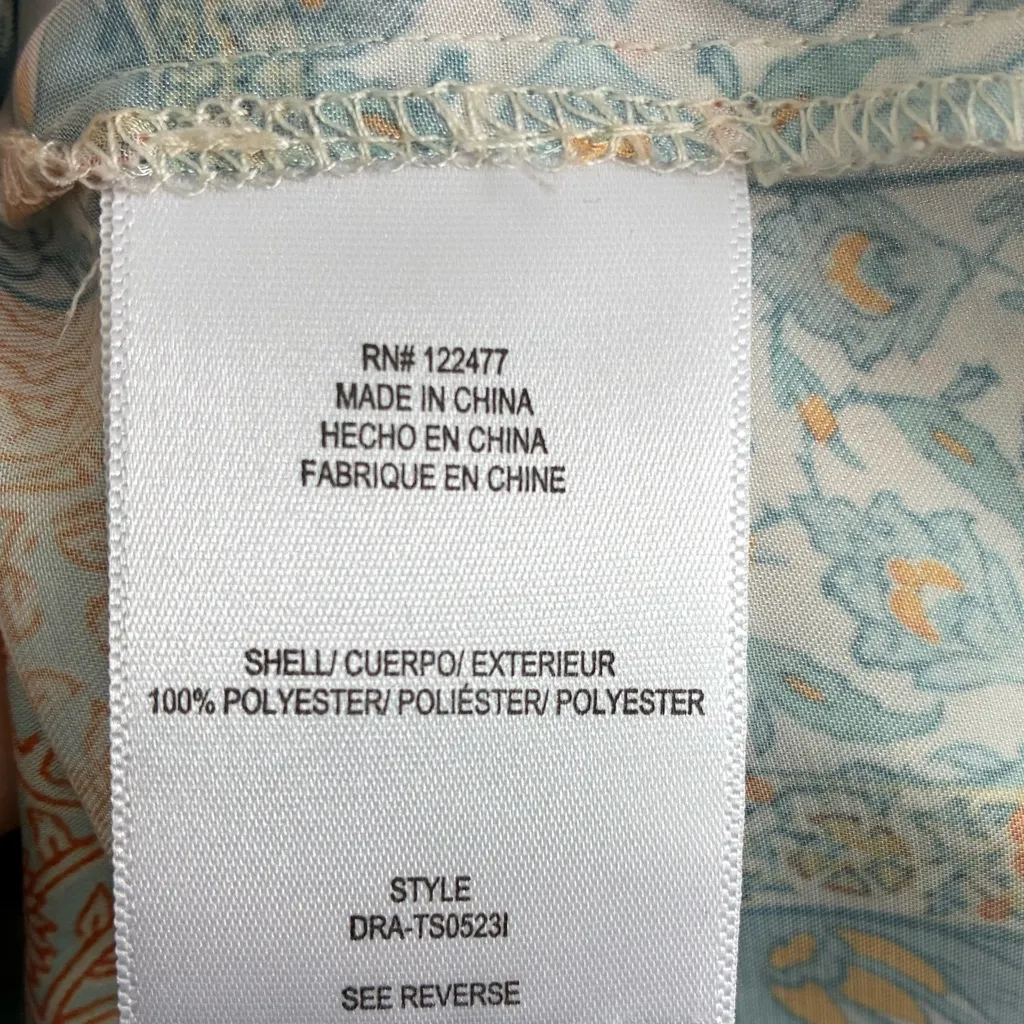 RN# 122477
MADE IN CHINA
HECHO EN CHINA
FABRIQUE EN CHINE
SHELL/ CUERPO/ EXTERIEUR
100% POLYESTER/ POLIÉSTER/ POLYESTER
STYLE
DRA-TS0523I
SEE REVERSE